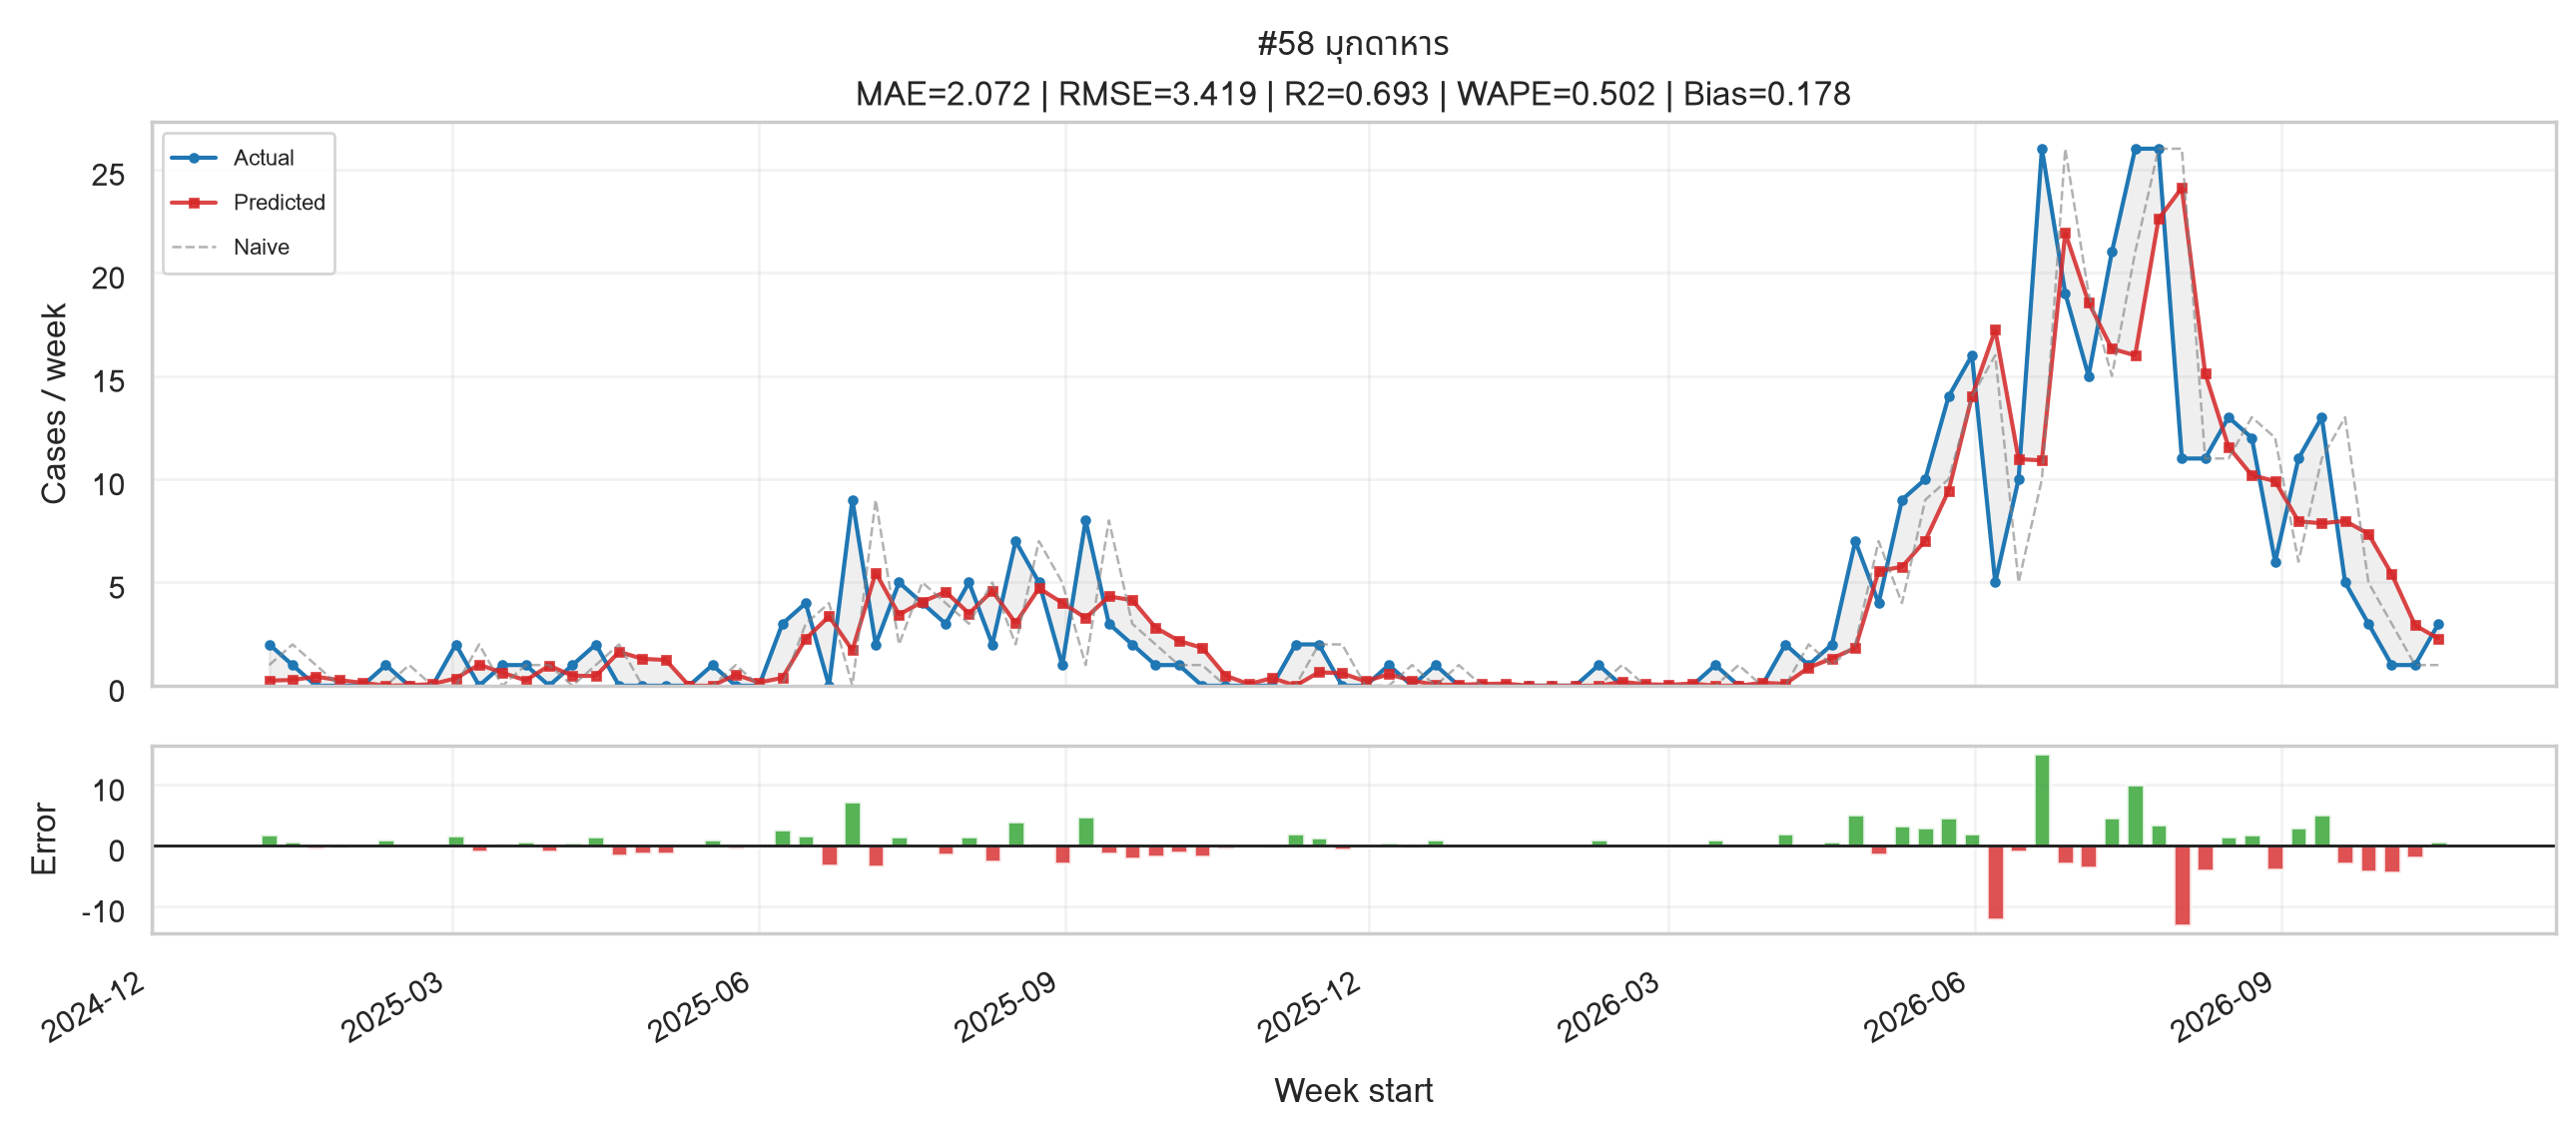 #58 มุกดาหาร
MAE=2.072 | RMSE=3.419 | R2=0.693 | WAPE=0.502 | Bias=0.178
Actual
Predicted
Naive
Cases / week
25
20
15
10
5
0
Error
10
0
-10
2024-12
2025-03
2025-06
2025-09
2025-12
2026-03
2026-06
2026-09
Week start